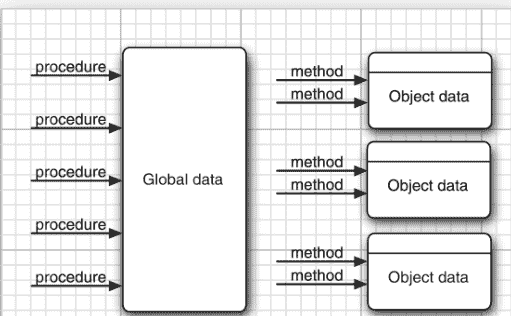 procedure
procedure
procedure
procedure
procedure
Global data
method
method
Object data
method
method
Object data
method
method
Object data